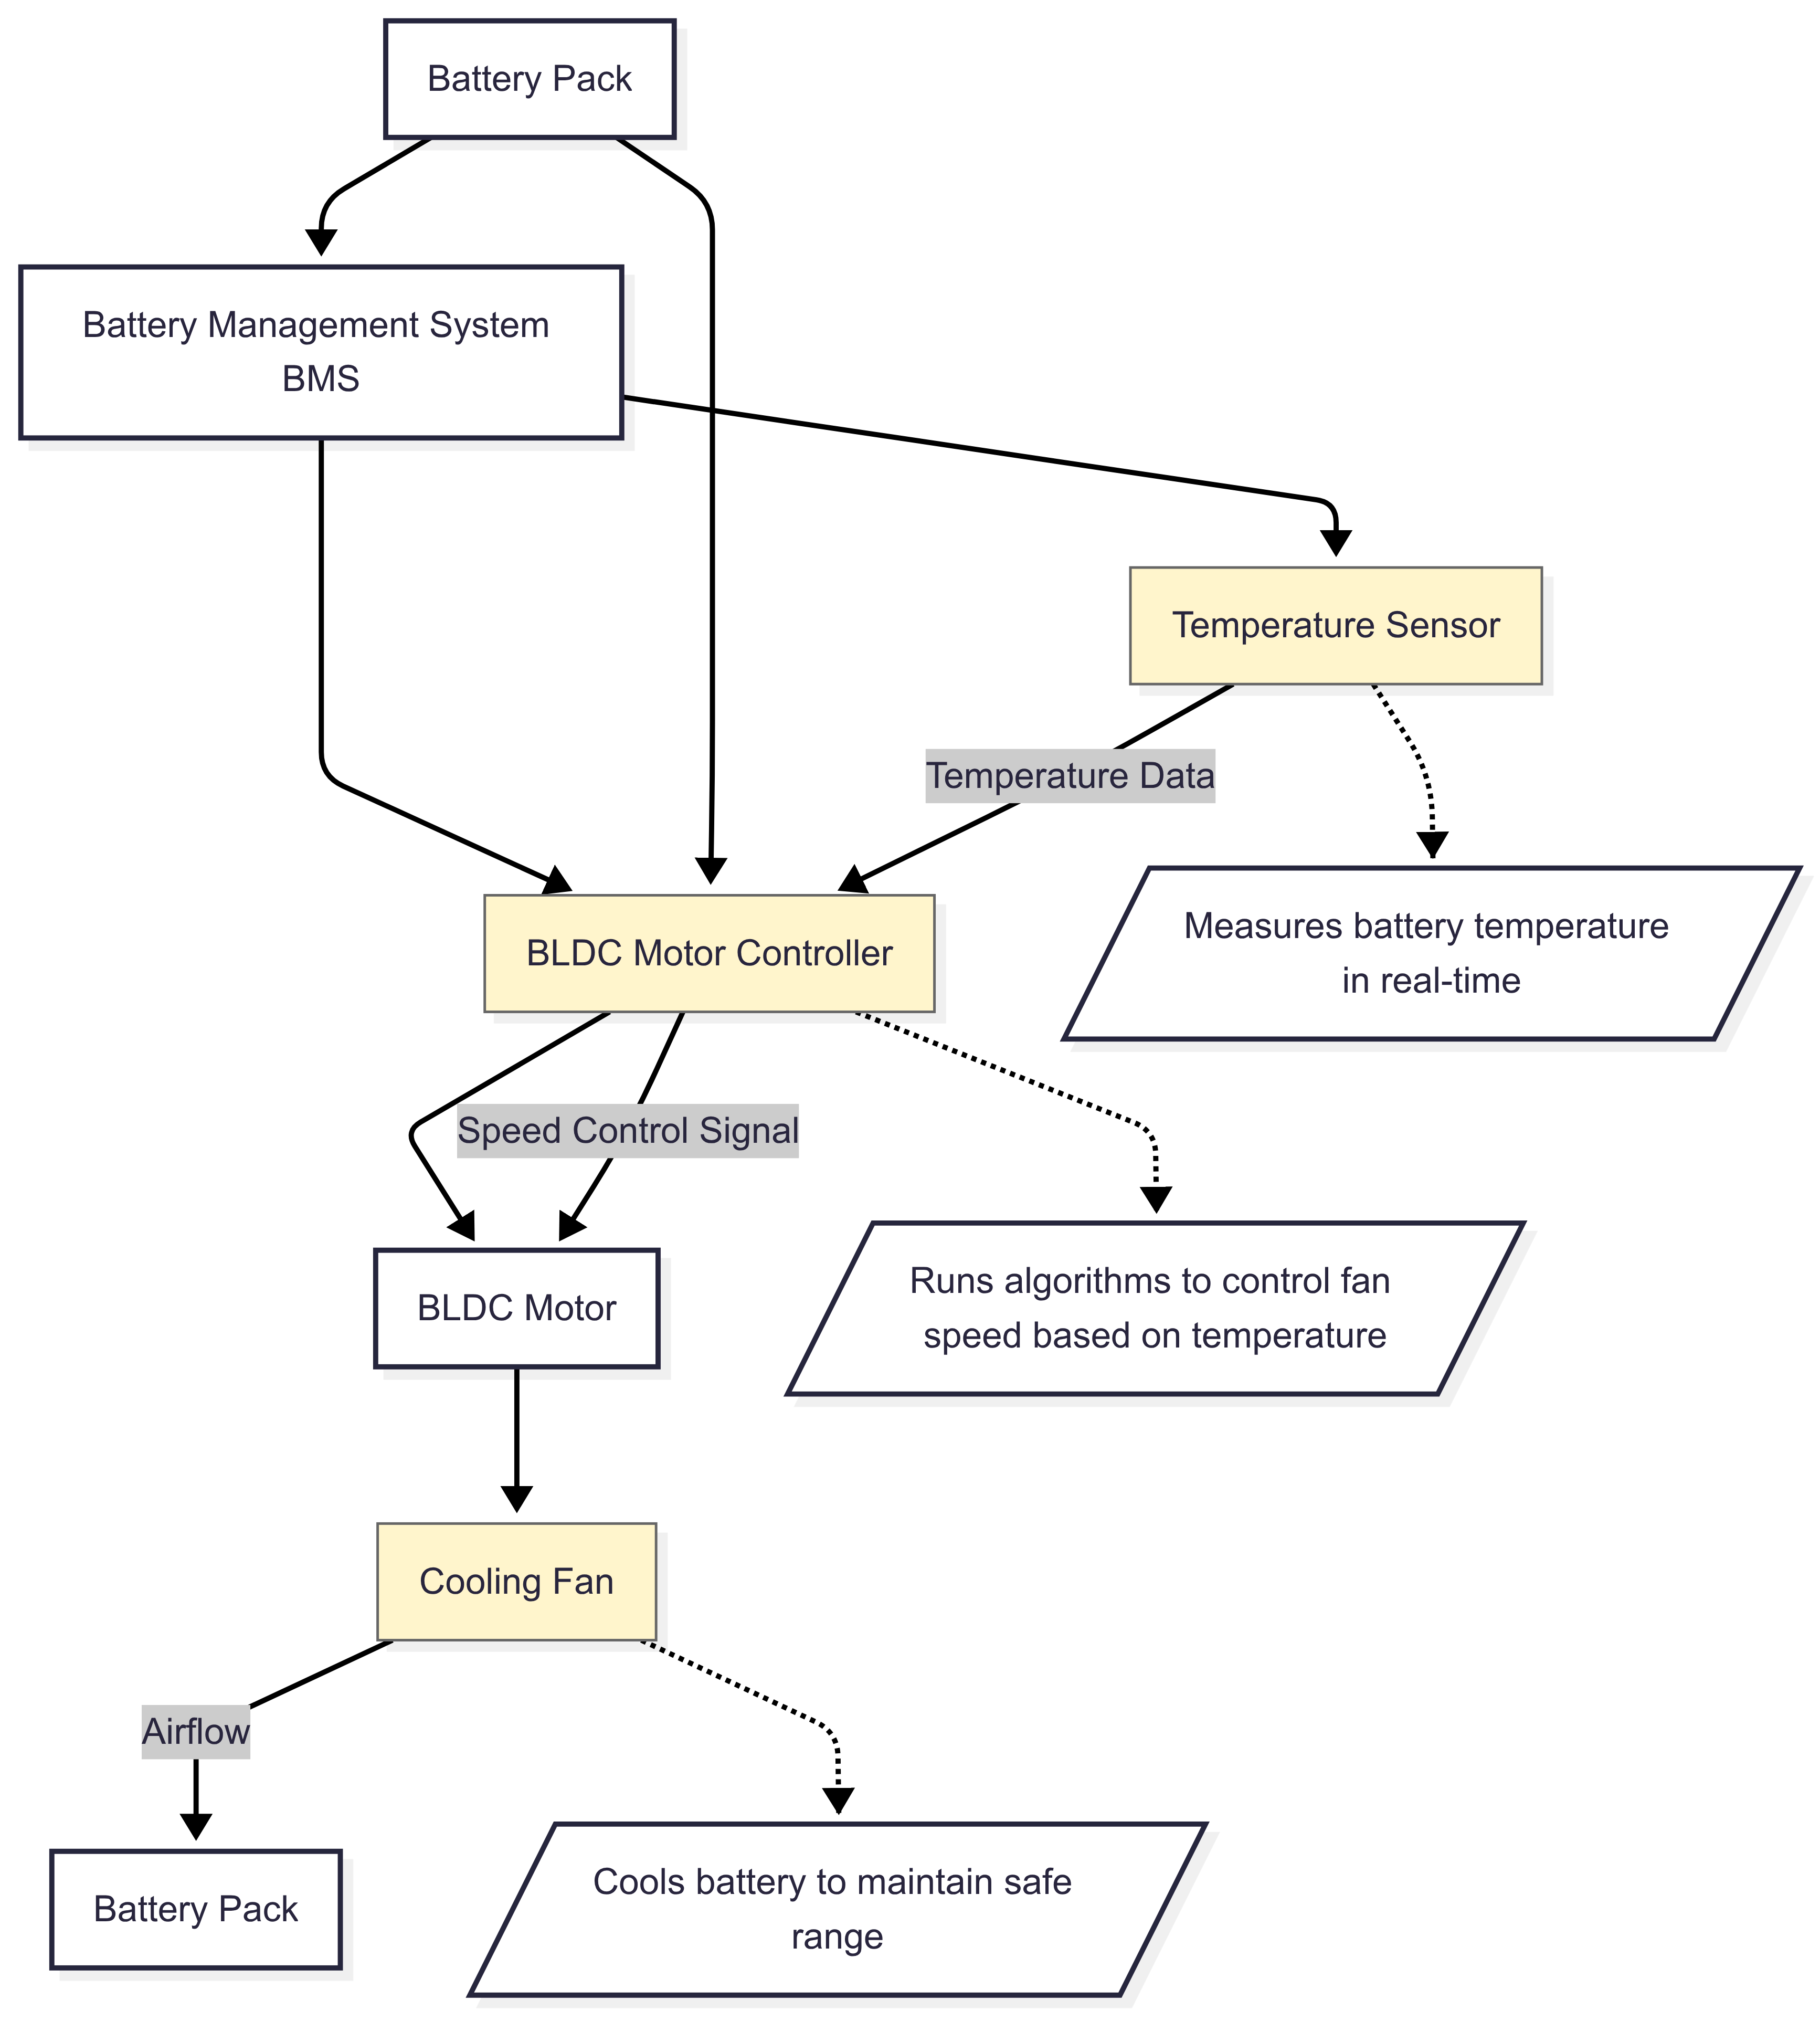 Battery Pack
Battery Management System
BMS
Temperature Sensor
Temperature Data
Measures battery temperature
in real-time
BLDC Motor Controller
Speed Control Signal
Runs algorithms to control fan
speed based on temperature
BLDC Motor
Cooling Fan
Airflow
Cools battery to maintain safe
range
Battery Pack